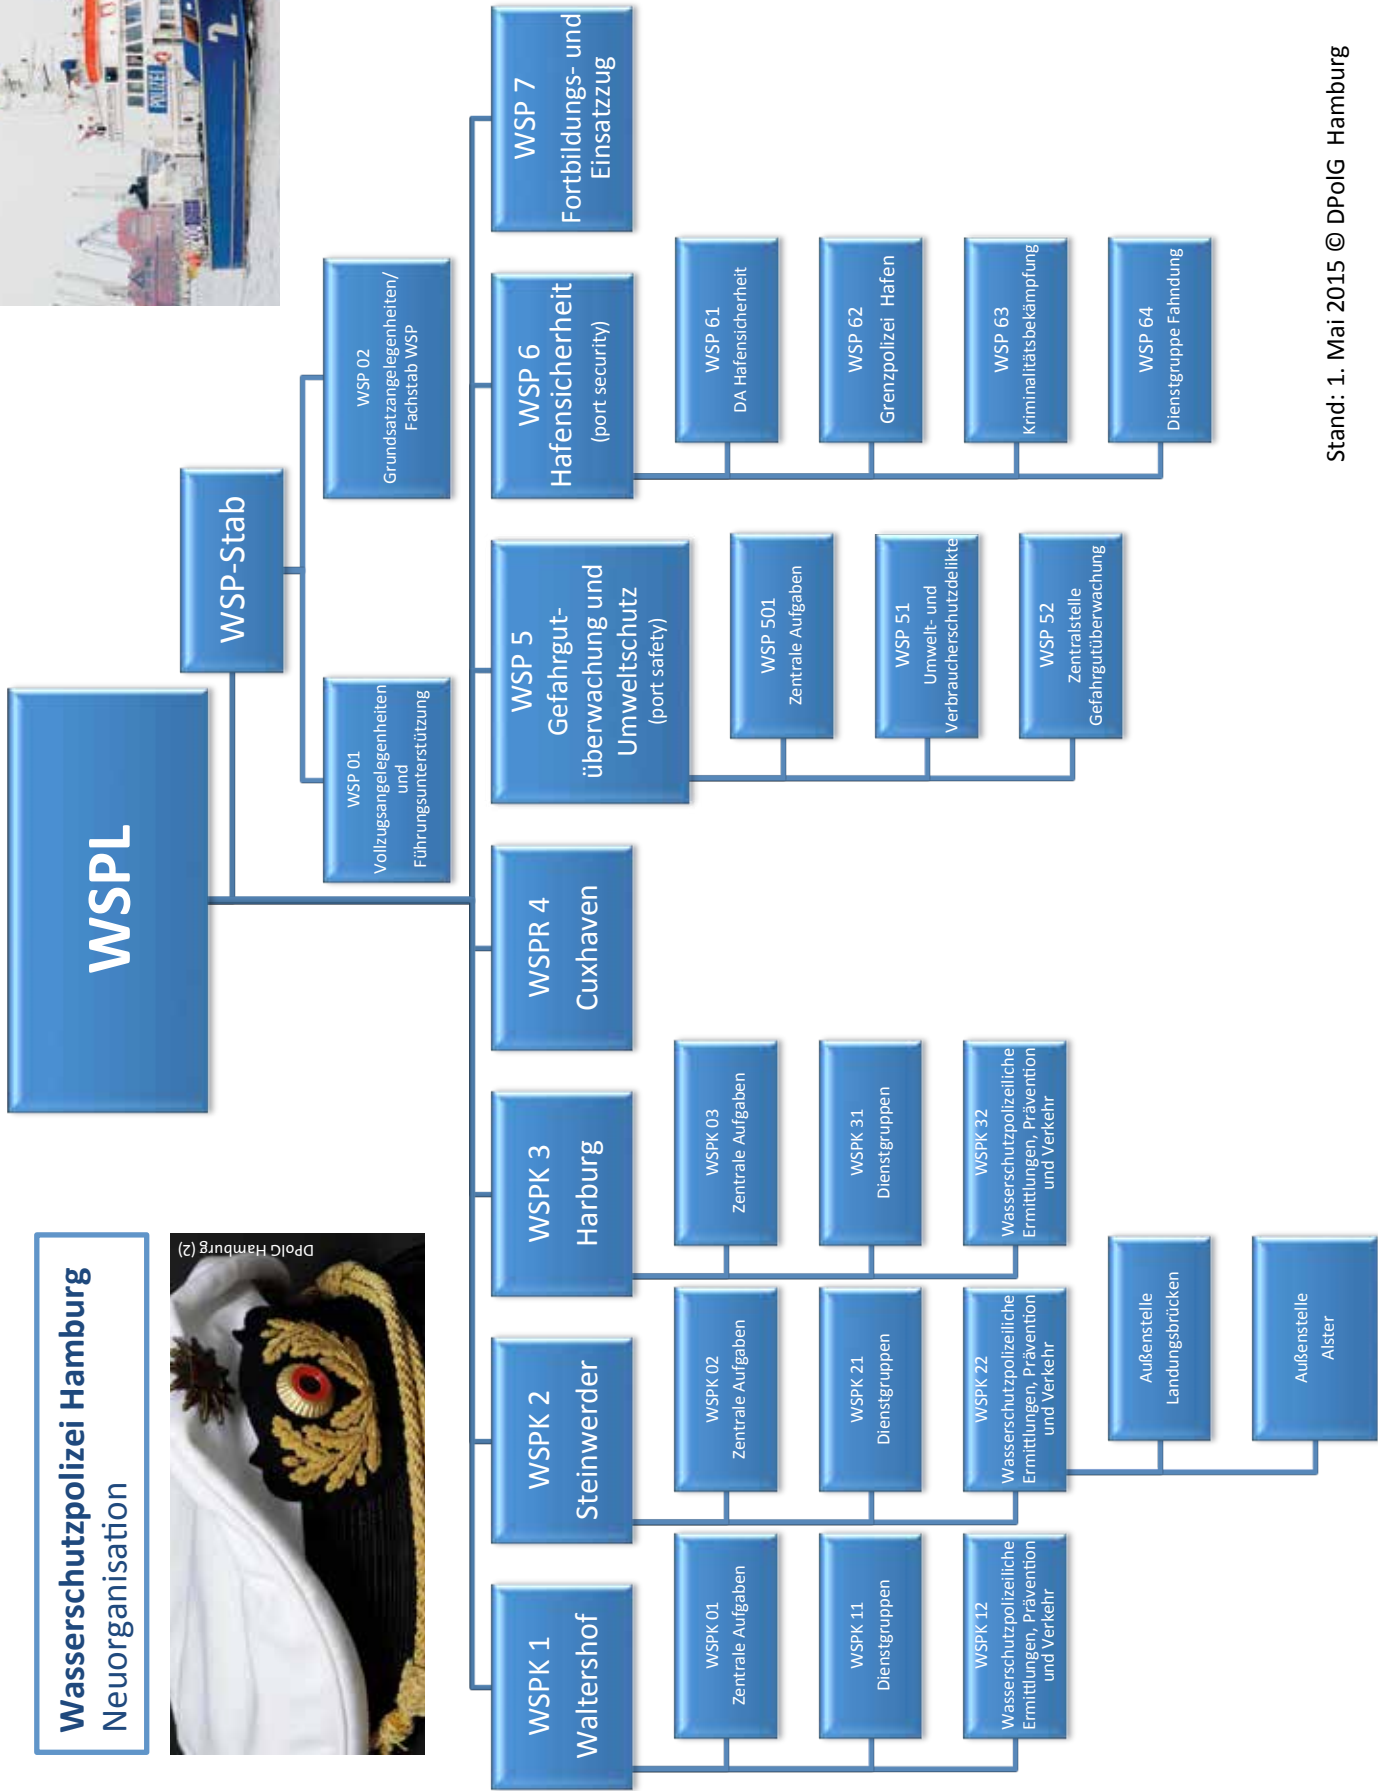 Wasserschutzpolizei Hamburg
Neuorganisation
DPolG Hamburg (2)
POLIZEI
2
WSPL
WSP-Stab
WSP 01
Vollzugsangelegenheiten
und
Führungsunterstützung
WSP 02
Grundsatzangelegenheiten/
Fachstab WSP
WSPK 1
Waltershof
WSPK 01
Zentrale Aufgaben
WSPK 11
Dienstgruppen
WSPK 12
Wasserschutzpolizeiliche
Ermittlungen, Prävention
und Verkehr
WSPK 2
Steinwerder
WSPK 02
Zentrale Aufgaben
WSPK 21
Dienstgruppen
WSPK 22
Wasserschutzpolizeiliche
Ermittlungen, Prävention
und Verkehr
Außenstelle
Landungsbrücken
Außenstelle
Alster
WSPK 3
Harburg
WSPK 03
Zentrale Aufgaben
WSPK 31
Dienstgruppen
WSPK 32
Wasserschutzpolizeiliche
Ermittlungen, Prävention
und Verkehr
WSPR 4
Cuxhaven
WSP 5
Gefahrgut-
überwachung und
Umweltschutz
(port safety)
WSP 501
Zentrale Aufgaben
WSP 51
Umwelt- und
Verbraucherschutzdelikte
WSP 52
Zentralstelle
Gefahrgutüberwachung
WSP 6
Hafensicherheit
(port security)
WSP 61
DA Hafensicherheit
WSP 62
Grenzpolizei Hafen
WSP 63
Kriminalitätsbekämpfung
WSP 64
Dienstgruppe Fahndung
WSP 7
Fortbildungs- und
Einsatzzug
Stand: 1. Mai 2015 © DPolG Hamburg